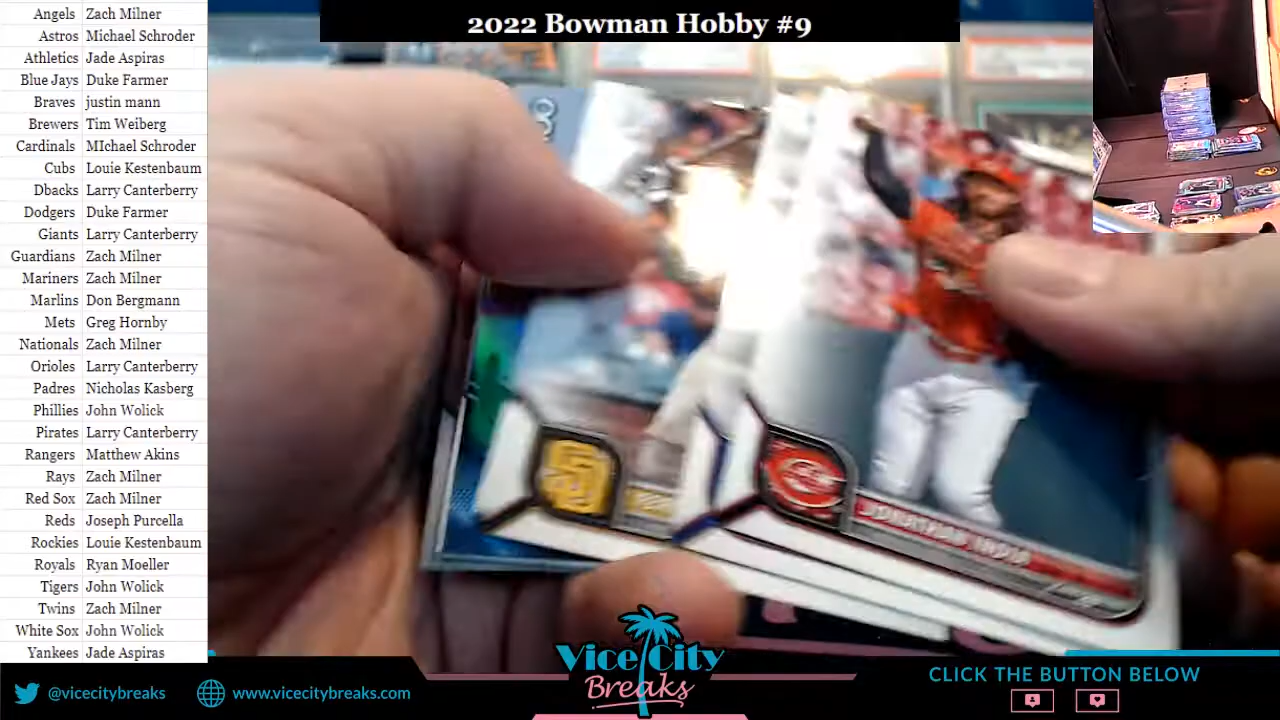 2022 Bowman Hobby #9
Angels Zach Milner
Astros Michael Schroder
Athletics Jade Aspiras
Blue Jays Duke Farmer
Braves justin mann
Brewers Tim Weiberg
Cardinals MIchael Schroder
Cubs Louie Kestenbaum
Dbacks Larry Canterberry
Dodgers Duke Farmer
Giants Larry Canterberry
Guardians Zach Milner
Mariners Zach Milner
Marlins Don Bergmann
Mets Greg Hornby
Nationals Zach Milner
Orioles Larry Canterberry
Padres Nicholas Kasberg
Phillies John Wolick
Pirates Larry Canterberry
Rangers Matthew Akins
Rays Zach Milner
Red Sox Zach Milner
Reds Joseph Purcella
Rockies Louie Kestenbaum
Royals Ryan Moeller
Tigers John Wolick
Twins Zach Milner
White Sox John Wolick
Yankees Jade Aspiras
JONATHAN INDIA
Vice City
Breaks
@vicecitybreaks
www.vicecitybreaks.com
CLICK THE BUTTON BELOW